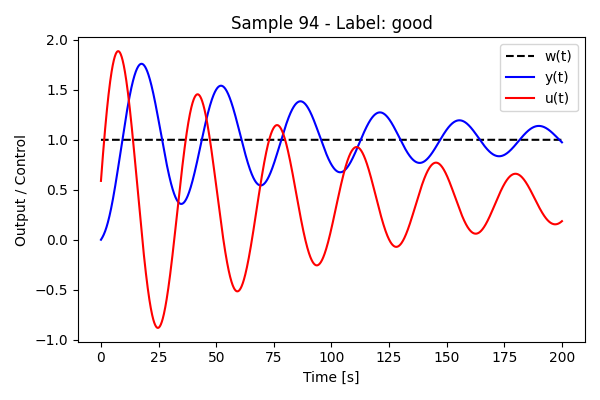 Sample 94 - Label: good
2.0
1.5
1.0
0.5
0.0
−0.5
−1.0
Output / Control
w(t)
y(t)
u(t)
0 25 50 75 100 125 150 175 200
Time [s]